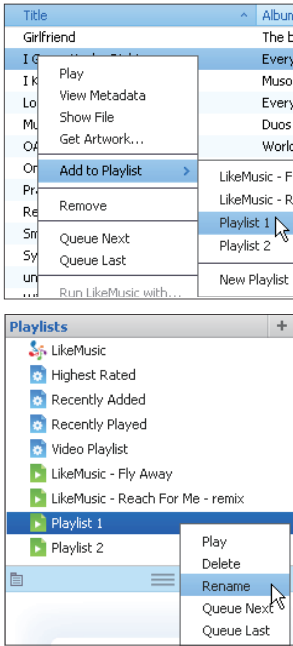 Title Album
Girlfriend The b
I G Every
I K Muso
Lo Every
Mu Duos
OA World
On
Pr
Re
Sm
Sy
un
Play
View Metadata
Show File
Get Artwork...
Add to Playlist
Remove
Queue Next
Queue Last
Run LikeMusic with...
LikeMusic - F
LikeMusic - R
Playlist 1
Playlist 2
New Playlist
Playlists +
LikeMusic
Highest Rated
Recently Added
Recently Played
Video Playlist
LikeMusic - Fly Away
LikeMusic - Reach For Me - remix
Playlist 1
Playlist 2
Play
Delete
Rename
Queue Next
Queue Last